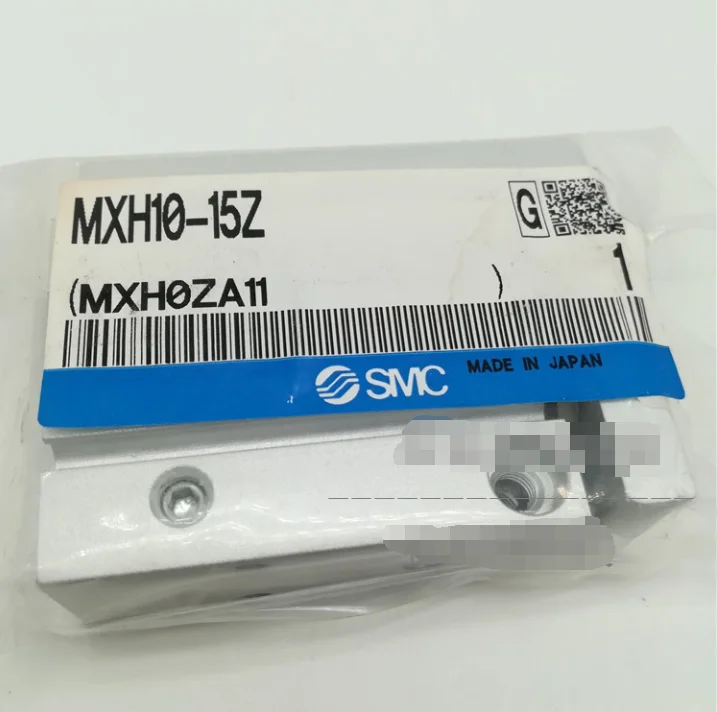 MXH10-15Z
G
(MXH0ZA11 )
1
SMC MADE IN JAPAN